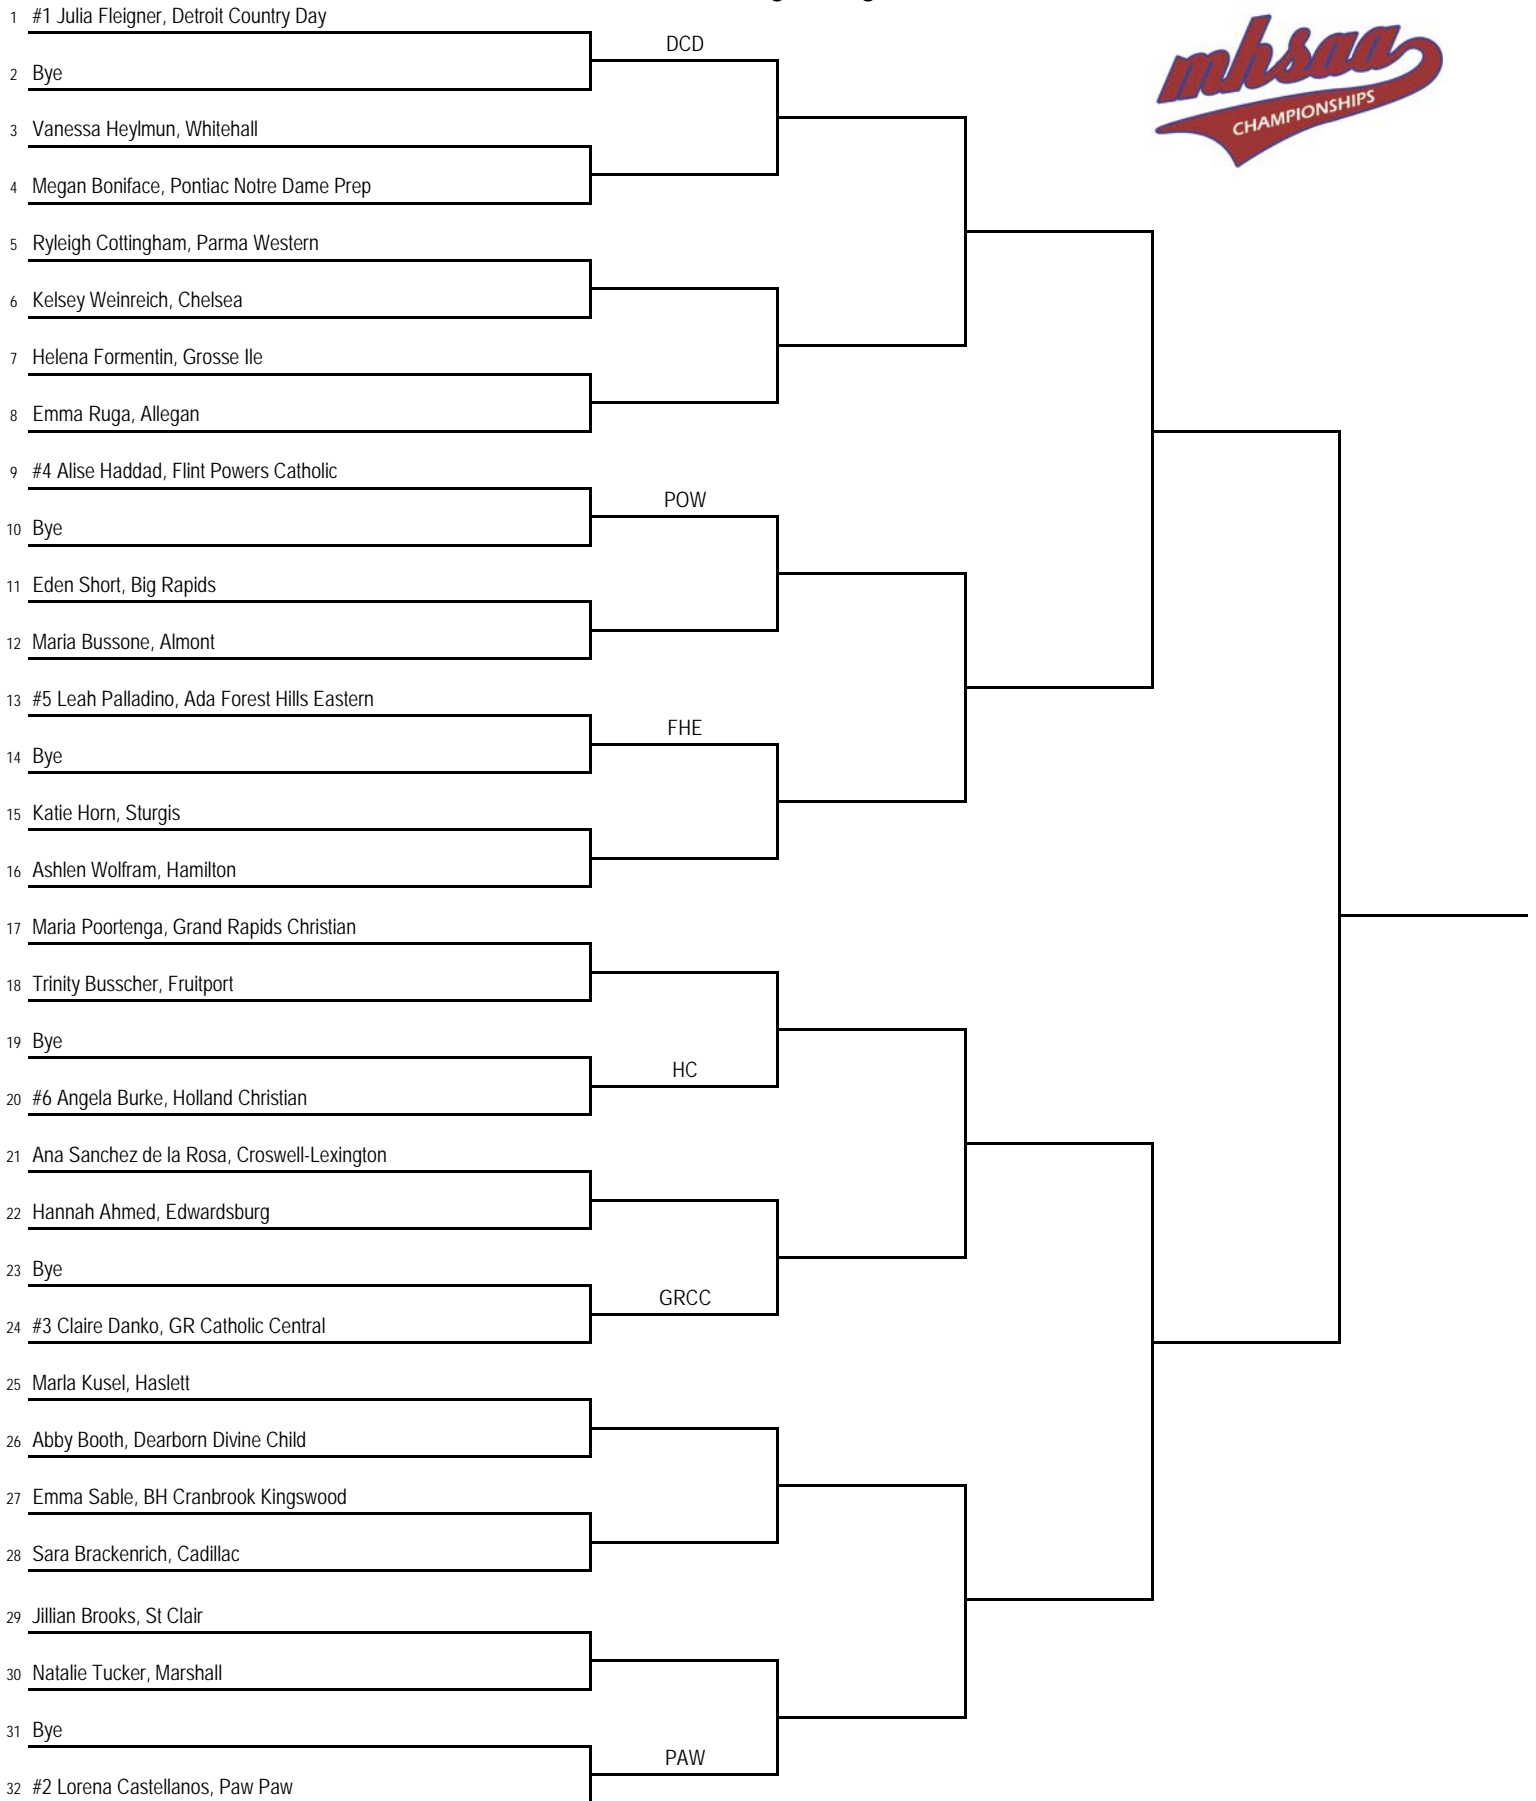 1 #1 Julia Fleigner, Detroit Country Day
DCD
2 Bye
3 Vanessa Heylmun, Whitehall
4 Megan Boniface, Pontiac Notre Dame Prep
5 Ryleigh Cottingham, Parma Western
6 Kelsey Weinreich, Chelsea
7 Helena Formentin, Grosse Ile
8 Emma Ruga, Allegan
9 #4 Alise Haddad, Flint Powers Catholic
POW
10 Bye
11 Eden Short, Big Rapids
12 Maria Bussone, Almont
13 #5 Leah Palladino, Ada Forest Hills Eastern
FHE
14 Bye
15 Katie Horn, Sturgis
16 Ashlen Wolfram, Hamilton
17 Maria Poortenga, Grand Rapids Christian
18 Trinity Busscher, Fruitport
19 Bye
HC
20 #6 Angela Burke, Holland Christian
21 Ana Sanchez de la Rosa, Croswell-Lexington
22 Hannah Ahmed, Edwardsburg
23 Bye
GRCC
24 #3 Claire Danko, GR Catholic Central
25 Marla Kusel, Haslett
26 Abby Booth, Dearborn Divine Child
27 Emma Sable, BH Cranbrook Kingswood
28 Sara Brackenrich, Cadillac
29 Jillian Brooks, St Clair
30 Natalie Tucker, Marshall
31 Bye
PAW
32 #2 Lorena Castellanos, Paw Paw
mhsaa
CHAMPIONSHIPS